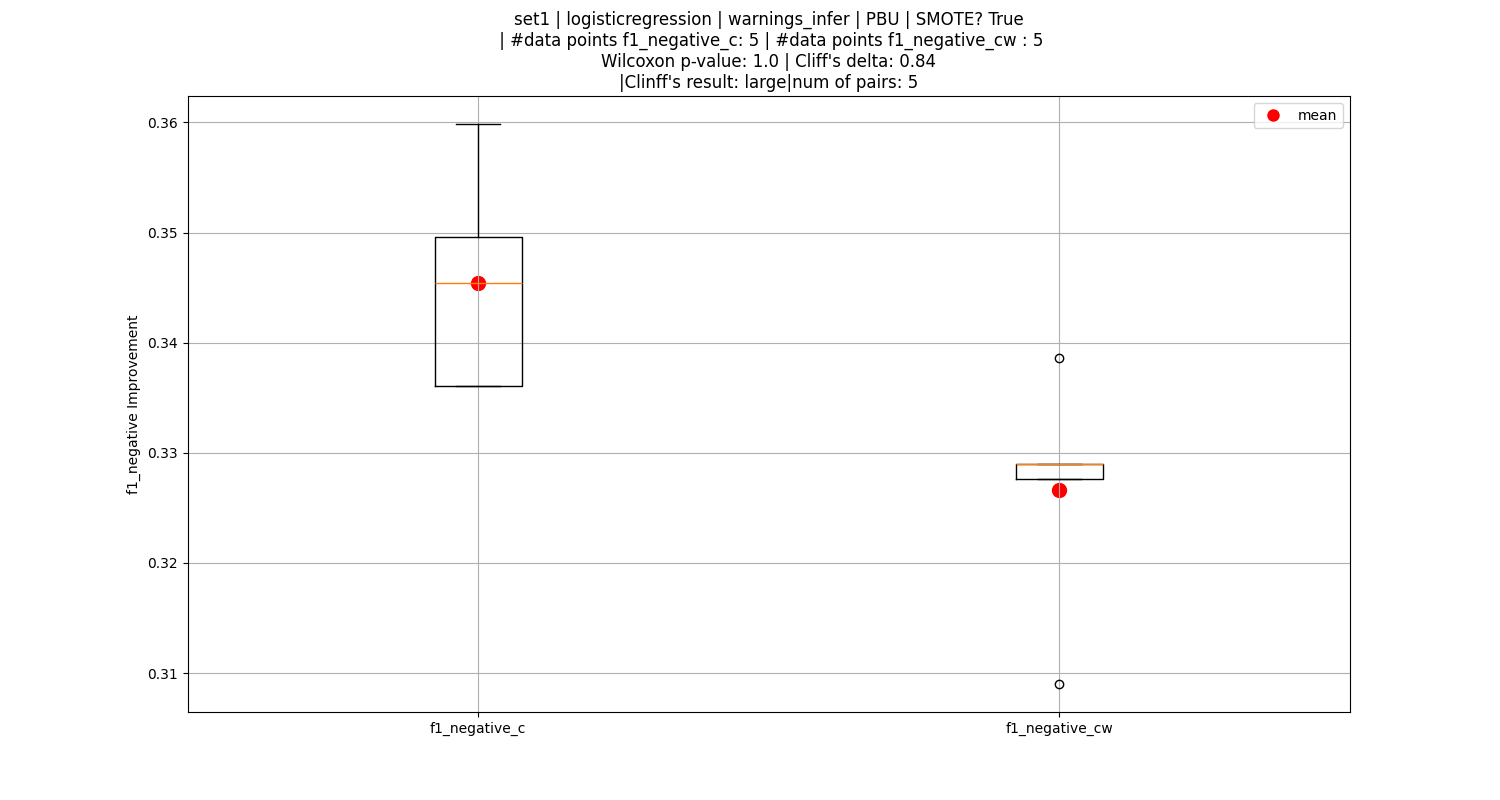 set1 | logisticregression | warnings_infer | PBU | SMOTE? True
| #data points f1_negative_c: 5 | #data points f1_negative_cw : 5
Wilcoxon p-value: 1.0 | Cliff's delta: 0.84
|Clinff's result: large|num of pairs: 5
mean
f1_negative Improvement
0.36
0.35
0.34
0.33
0.32
0.31
f1_negative_c
f1_negative_cw